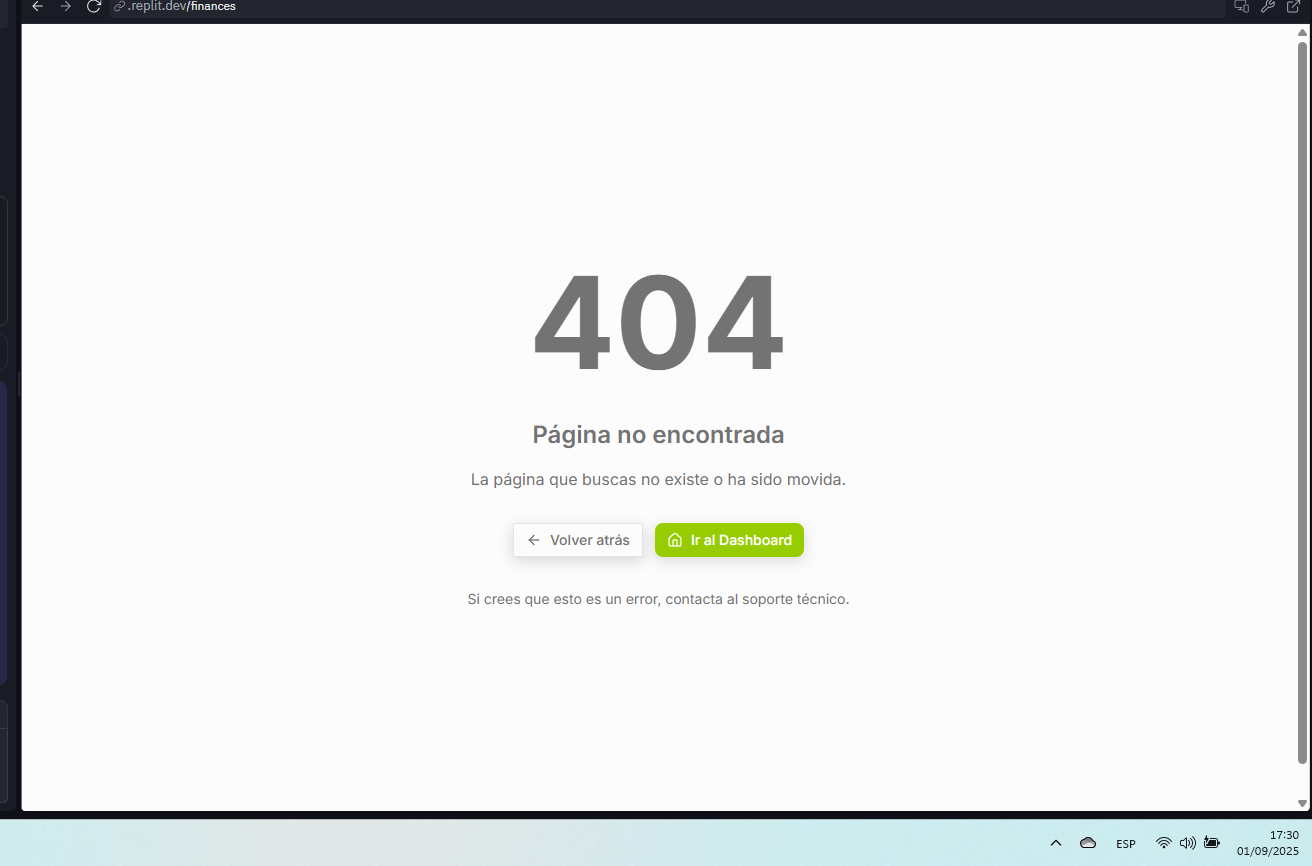 .replit.dev/finances
404
Página no encontrada
La página que buscas no existe o ha sido movida.
Volver atrás
Ir al Dashboard
Si crees que esto es un error, contacta al soporte técnico.
ESP
17:30
01/09/2025